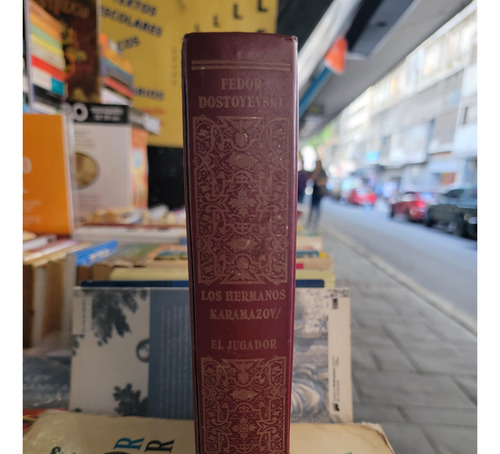 FEDOR
DOSTOYEVSKI
LOS HERMANOS
KARAMAZOV/
EL JUGADOR